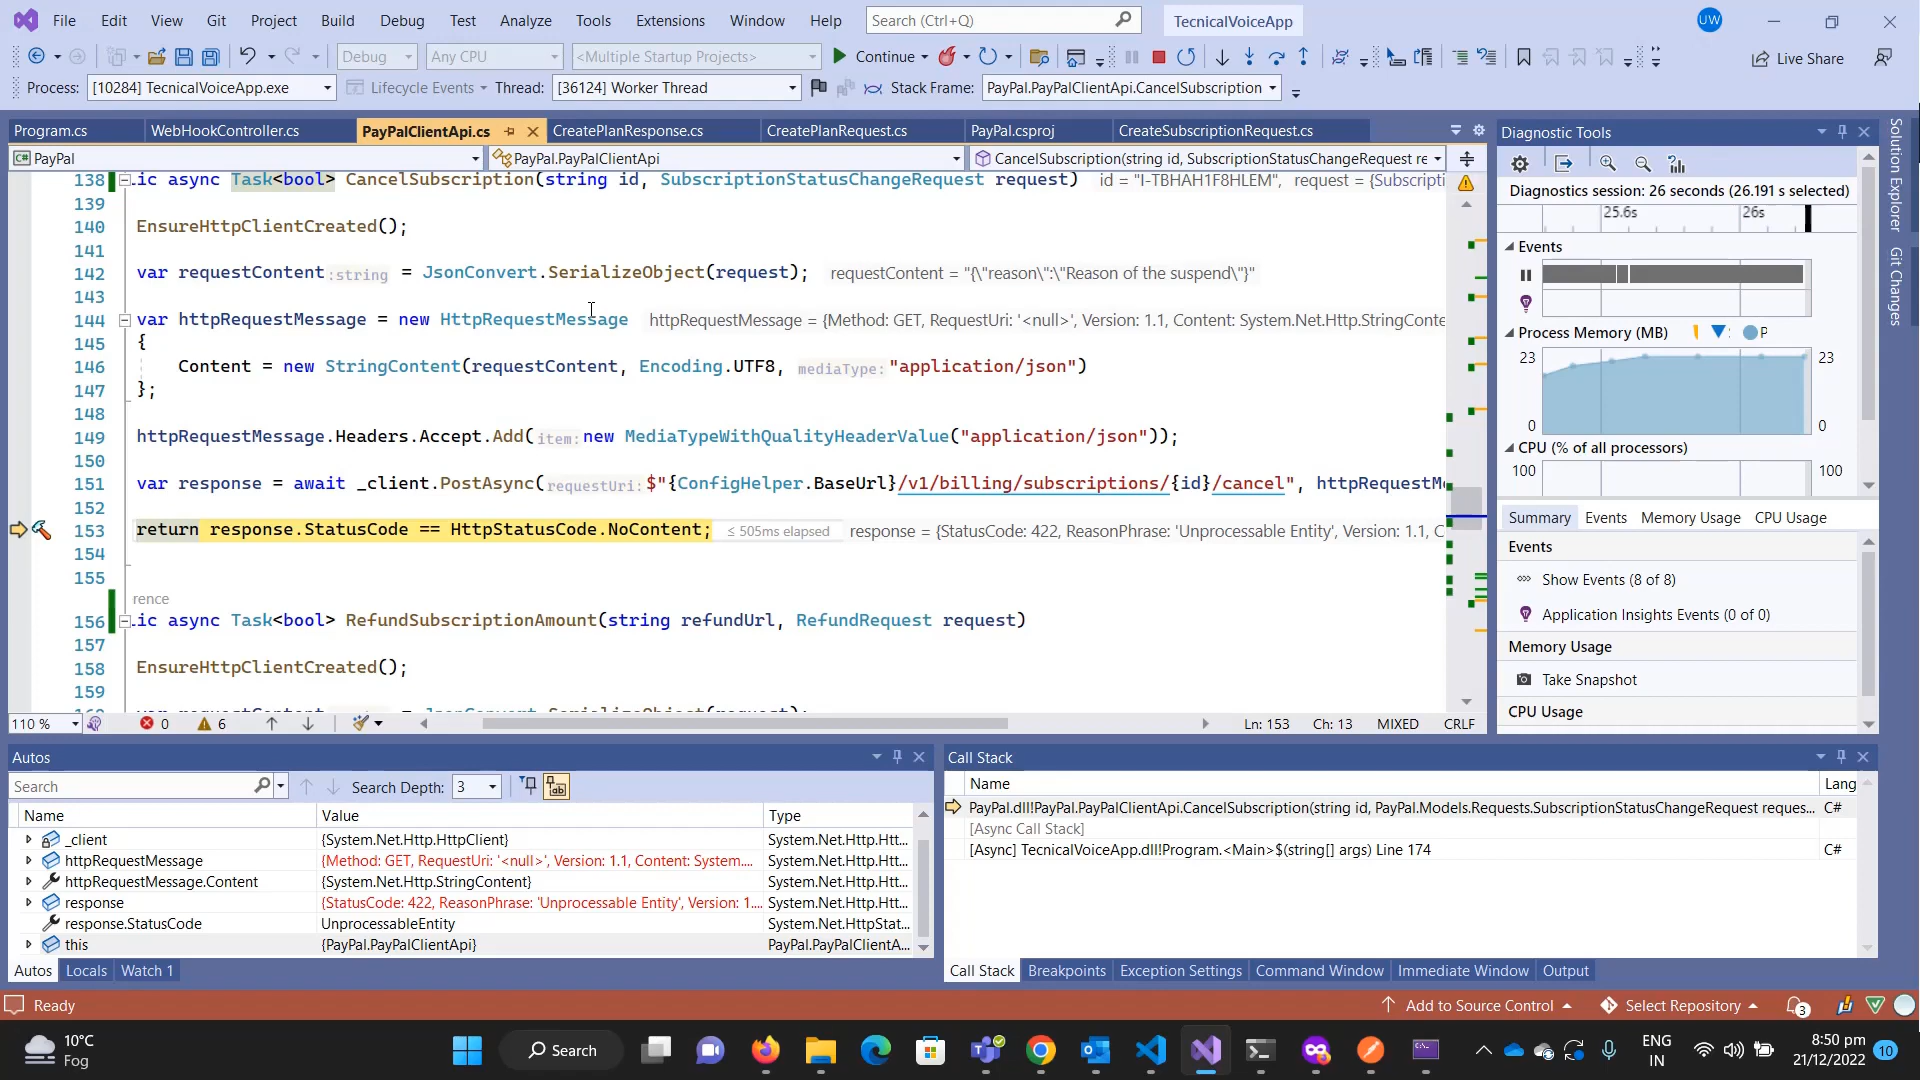 File Edit View Git Project Build Debug Test Analyze Tools Extensions Window Help Search (Ctrl+Q) TecnicalVoiceApp UW
Debug Any CPU <Multiple Startup Projects> Continue Live Share
Process: [10284] TecnicalVoiceApp.exe Lifecycle Events Thread: [36124] Worker Thread Stack Frame: PayPal.PayPalClientApi.CancelSubscription
Program.cs WebHookController.cs PayPalClientApi.cs CreatePlanResponse.cs CreatePlanRequest.cs PayPal.csproj CreateSubscriptionRequest.cs
C# PayPal PayPal.PayPalClientApi CancelSubscription(string id, SubscriptionStatusChangeRequest re
138 lic async Task<bool> CancelSubscription(string id, SubscriptionStatusChangeRequest request) id = "I-TBHAH1F8HLEM", request = {Subscripti
139
140 EnsureHttpClientCreated();
141
142 var requestContent:string = JsonConvert.SerializeObject(request); requestContent = "{\"reason\":\"Reason of the suspend\"}"
143
144 var httpRequestMessage = new HttpRequestMessage httpRequestMessage = {Method: GET, RequestUri: '<null>', Version: 1.1, Content: System.Net.Http.StringConte
145 {
146 Content = new StringContent(requestContent, Encoding.UTF8, mediaType:"application/json")
147 };
148
149 httpRequestMessage.Headers.Accept.Add(item:new MediaTypeWithQualityHeaderValue("application/json"));
150
151 var response = await _client.PostAsync(requestUri:$"{ConfigHelper.BaseUrl}/v1/billing/subscriptions/{id}/cancel", httpRequestM
152
153 return response.StatusCode == HttpStatusCode.NoContent; ≤ 505ms elapsed response = {StatusCode: 422, ReasonPhrase: 'Unprocessable Entity', Version: 1.1, C
154
155
rence
156 lic async Task<bool> RefundSubscriptionAmount(string refundUrl, RefundRequest request)
157
158 EnsureHttpClientCreated();
159
110 % 0 6 Ln: 153 Ch: 13 MIXED CRLF
Diagnostic Tools
Diagnostics session: 26 seconds (26.191 s selected)
25.6s 26s
Events
Process Memory (MB) P
23 23
0 0
CPU (% of all processors)
100 100
Summary Events Memory Usage CPU Usage
Events
Show Events (8 of 8)
Application Insights Events (0 of 0)
Memory Usage
Take Snapshot
CPU Usage
Solution Explorer
Git Changes
Autos
Search Search Depth: 3
Name Value Type
_client {System.Net.Http.HttpClient} System.Net.Http.Htt...
httpRequestMessage {Method: GET, RequestUri: '<null>', Version: 1.1, Content: System.... System.Net.Http.Htt...
httpRequestMessage.Content {System.Net.Http.StringContent} System.Net.Http.Htt...
response {StatusCode: 422, ReasonPhrase: 'Unprocessable Entity', Version: 1.... System.Net.Http.Htt...
response.StatusCode UnprocessableEntity System.Net.HttpStat...
this {PayPal.PayPalClientApi} PayPal.PayPalClientA...
Autos Locals Watch 1
Call Stack
Name Lang
PayPal.dll!PayPal.PayPalClientApi.CancelSubscription(string id, PayPal.Models.Requests.SubscriptionStatusChangeRequest reques... C#
[Async Call Stack]
[Async] TecnicalVoiceApp.dll!Program.<Main>$(string[] args) Line 174 C#
Call Stack Breakpoints Exception Settings Command Window Immediate Window Output
Ready Add to Source Control Select Repository 3
10°C
Fog
Search
ENG
IN
8:50 pm
21/12/2022
10